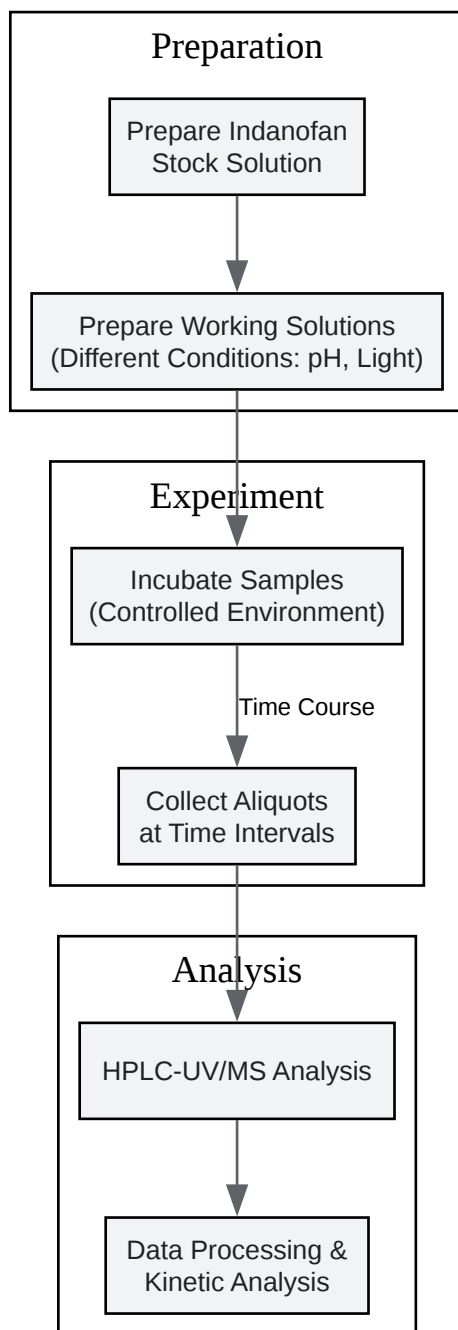 Preparation
Prepare Indanofan
Stock Solution
Prepare Working Solutions
(Different Conditions: pH, Light)
Experiment
Incubate Samples
(Controlled Environment)
Time Course
Collect Aliquots
at Time Intervals
Analysis
HPLC-UV/MS Analysis
Data Processing &
Kinetic Analysis